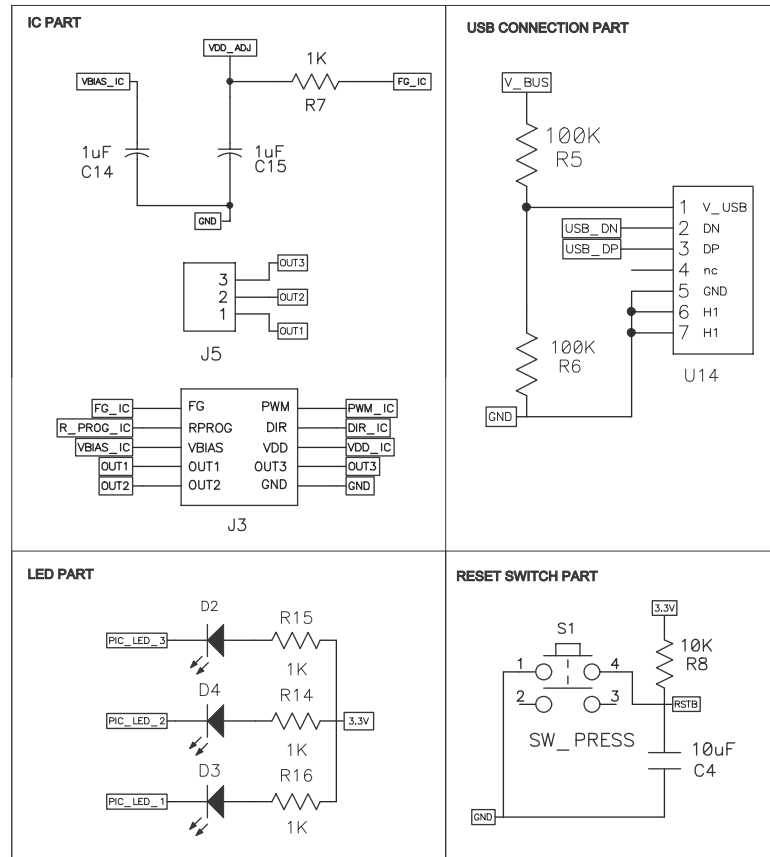 IC PART
VDD_ADJ
VBIAS_IC
1K
R7
FG_IC
1uF
C14
1uF
C15
GND
3
2
1
OUT3
OUT2
OUT1
J5
FG_IC
R_PROG_IC
VBIAS_IC
OUT1
OUT2
FG
RPROG
VBIAS
OUT1
OUT2
PWM
DIR
VDD
OUT3
GND
PWM_IC
DIR_IC
VDD_IC
OUT3
GND
J3
USB CONNECTION PART
V_BUS
100K
R5
USB_DN
USB_DP
1 V_USB
2 DN
3 DP
4 nc
5 GND
6 H1
7 H1
U14
100K
R6
GND
LED PART
D2
R15
PIC_LED_3
1K
D4
R14
PIC_LED_2
3.3V
1K
D3
R16
PIC_LED_1
1K
RESET SWITCH PART
3.3V
S1
10K
R8
1
4
2
3
RSTB
SW_PRESS
10uF
C4
GND